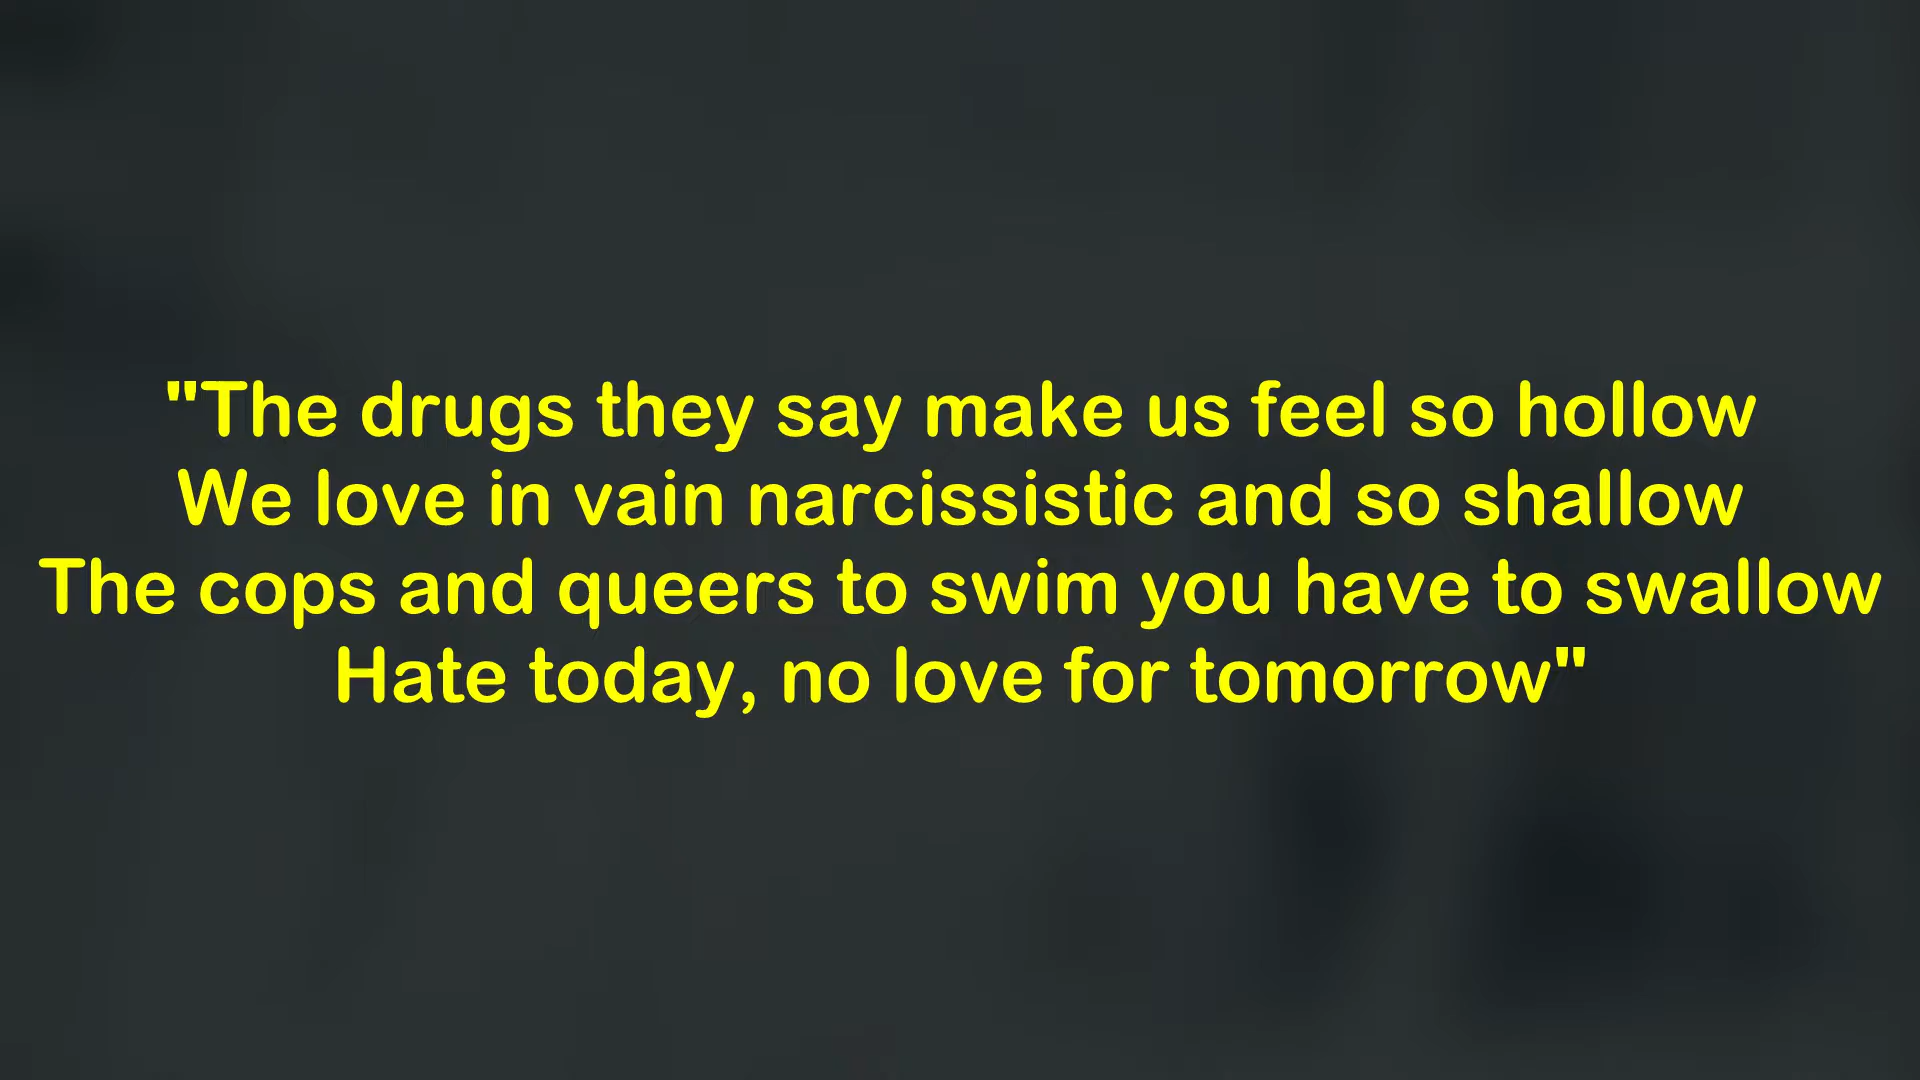 "The drugs they say make us feel so hollow
We love in vain narcissistic and so shallow
The cops and queers to swim you have to swallow
Hate today, no love for tomorrow"